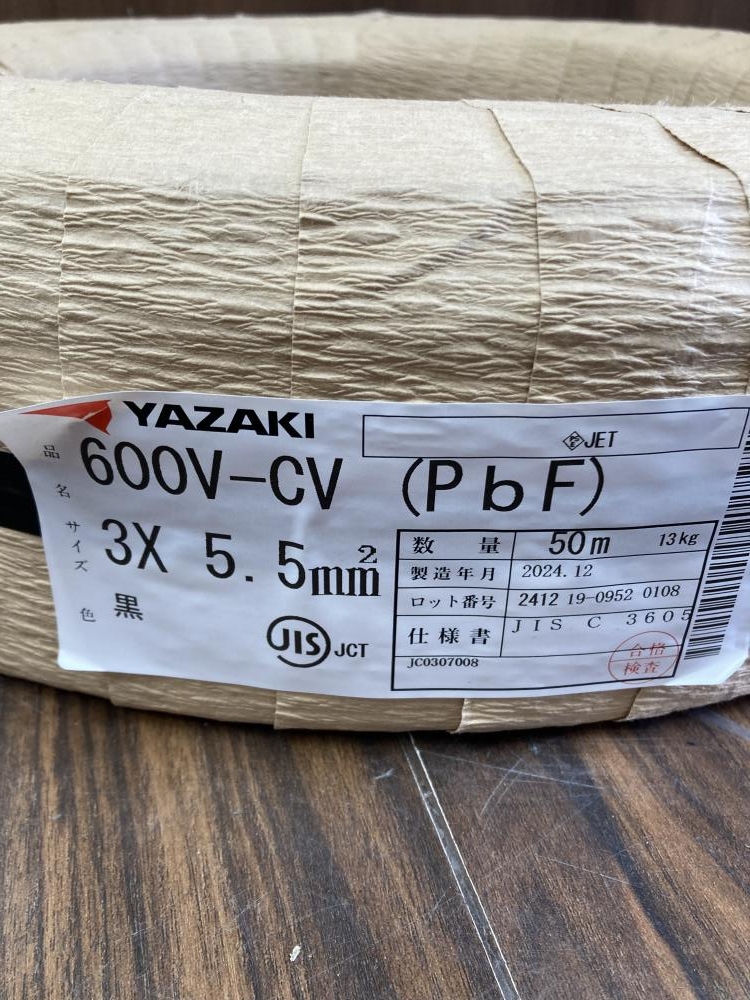 YAZAKI
PSE JET
品名 600V-CV (PbF)
サイズ 3X 5.5mm²
色 黒
JIS JCT
数量 50m 13kg
製造年月 2024.12
ロット番号 2412 19-0952 0108
仕様書 JIS C 3605
JC0307008
合格
検査